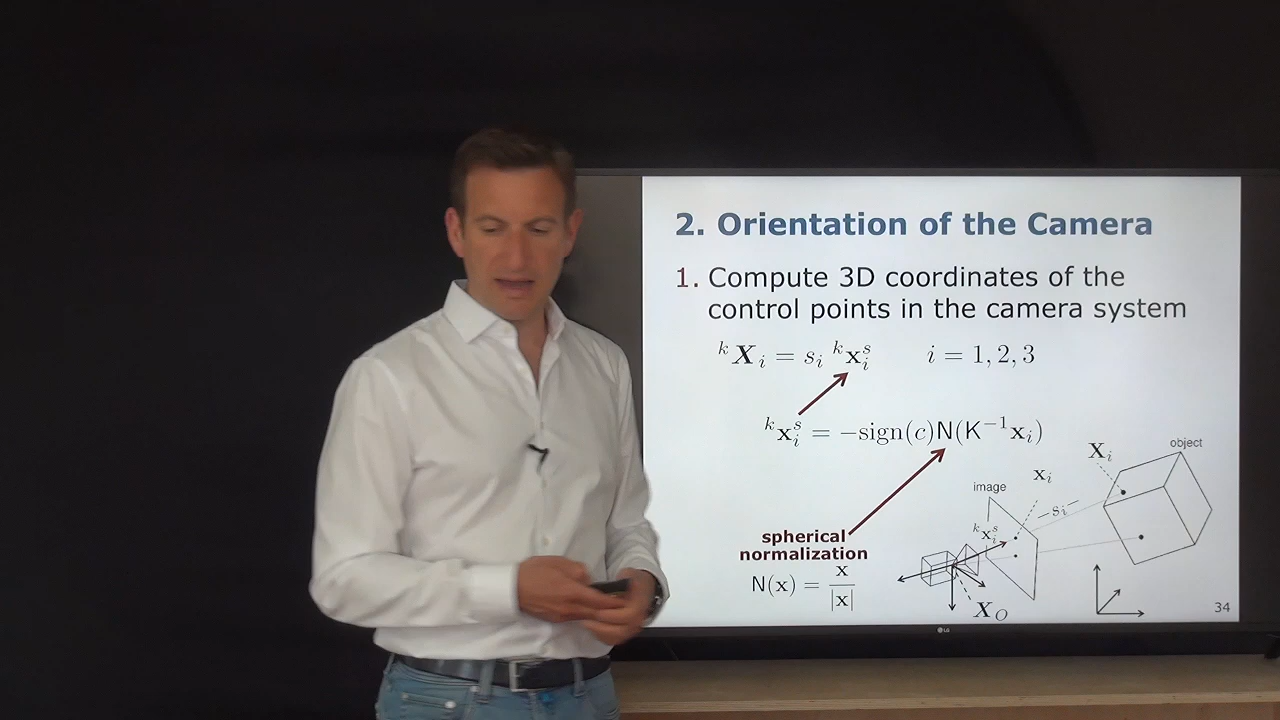 2. Orientation of the Camera
1. Compute 3D coordinates of the
control points in the camera system
ᵏXᵢ = sᵢ ᵏxᵢˢ i = 1, 2, 3
ᵏxᵢˢ = −sign(c)N(K⁻¹xᵢ)
spherical
normalization
N(x) = x / |x|
object
Xᵢ
xᵢ
image
sᵢ
ᵏxᵢˢ
X_O
34
LG